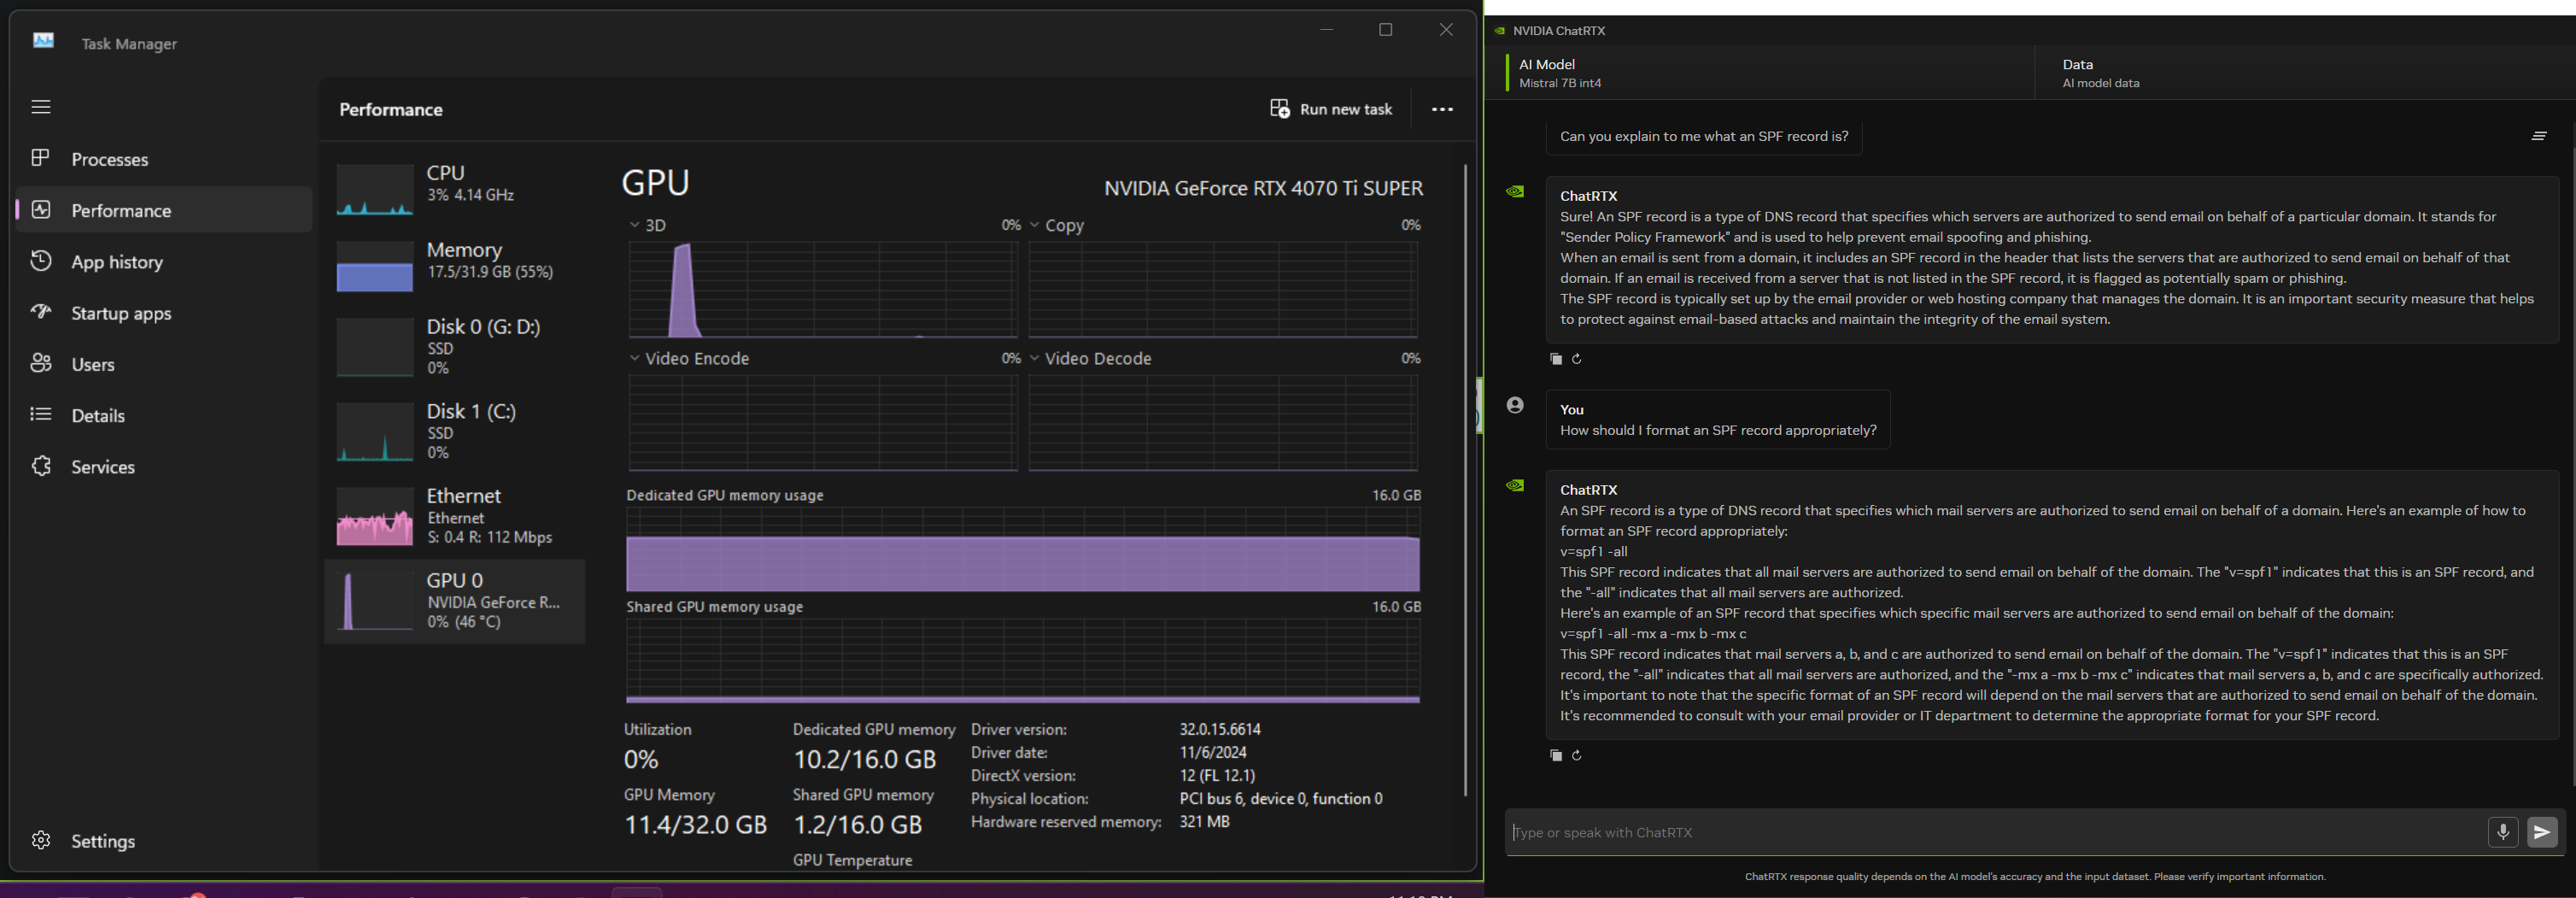 Task Manager
Performance
Run new task
Processes
Performance
App history
Startup apps
Users
Details
Services
Settings
CPU
3% 4.14 GHz
Memory
17.5/31.9 GB (55%)
Disk 0 (G: D:)
SSD
0%
Disk 1 (C:)
SSD
0%
Ethernet
Ethernet
S: 0.4 R: 112 Mbps
GPU 0
NVIDIA GeForce R...
0% (46 °C)
GPU
NVIDIA GeForce RTX 4070 Ti SUPER
3D 0%
Copy 0%
Video Encode 0%
Video Decode 0%
Dedicated GPU memory usage 16.0 GB
Shared GPU memory usage 16.0 GB
Utilization
0%
GPU Memory
11.4/32.0 GB
Dedicated GPU memory
10.2/16.0 GB
Shared GPU memory
1.2/16.0 GB
GPU Temperature
Driver version: 32.0.15.6614
Driver date: 11/6/2024
DirectX version: 12 (FL 12.1)
Physical location: PCI bus 6, device 0, function 0
Hardware reserved memory: 321 MB
NVIDIA ChatRTX
AI Model
Mistral 7B int4
Data
AI model data
Can you explain to me what an SPF record is?
ChatRTX
Sure! An SPF record is a type of DNS record that specifies which servers are authorized to send email on behalf of a particular domain. It stands for
"Sender Policy Framework" and is used to help prevent email spoofing and phishing.
When an email is sent from a domain, it includes an SPF record in the header that lists the servers that are authorized to send email on behalf of that
domain. If an email is received from a server that is not listed in the SPF record, it is flagged as potentially spam or phishing.
The SPF record is typically set up by the email provider or web hosting company that manages the domain. It is an important security measure that helps
to protect against email-based attacks and maintain the integrity of the email system.
You
How should I format an SPF record appropriately?
ChatRTX
An SPF record is a type of DNS record that specifies which mail servers are authorized to send email on behalf of a domain. Here's an example of how to
format an SPF record appropriately:
v=spf1 -all
This SPF record indicates that all mail servers are authorized to send email on behalf of the domain. The "v=spf1" indicates that this is an SPF record, and
the "-all" indicates that all mail servers are authorized.
Here's an example of an SPF record that specifies which specific mail servers are authorized to send email on behalf of the domain:
v=spf1 -all -mx a -mx b -mx c
This SPF record indicates that mail servers a, b, and c are authorized to send email on behalf of the domain. The "v=spf1" indicates that this is an SPF
record, the "-all" indicates that all mail servers are authorized, and the "-mx a -mx b -mx c" indicates that mail servers a, b, and c are specifically authorized.
It's important to note that the specific format of an SPF record will depend on the mail servers that are authorized to send email on behalf of the domain.
It's recommended to consult with your email provider or IT department to determine the appropriate format for your SPF record.
Type or speak with ChatRTX
ChatRTX response quality depends on the AI model's accuracy and the input dataset. Please verify important information.